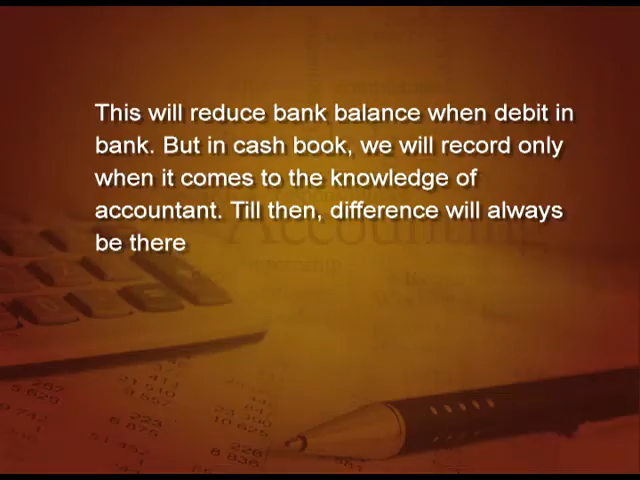 This will reduce bank balance when debit in
bank. But in cash book, we will record only
when it comes to the knowledge of
accountant. Till then, difference will always
be there
Accounting